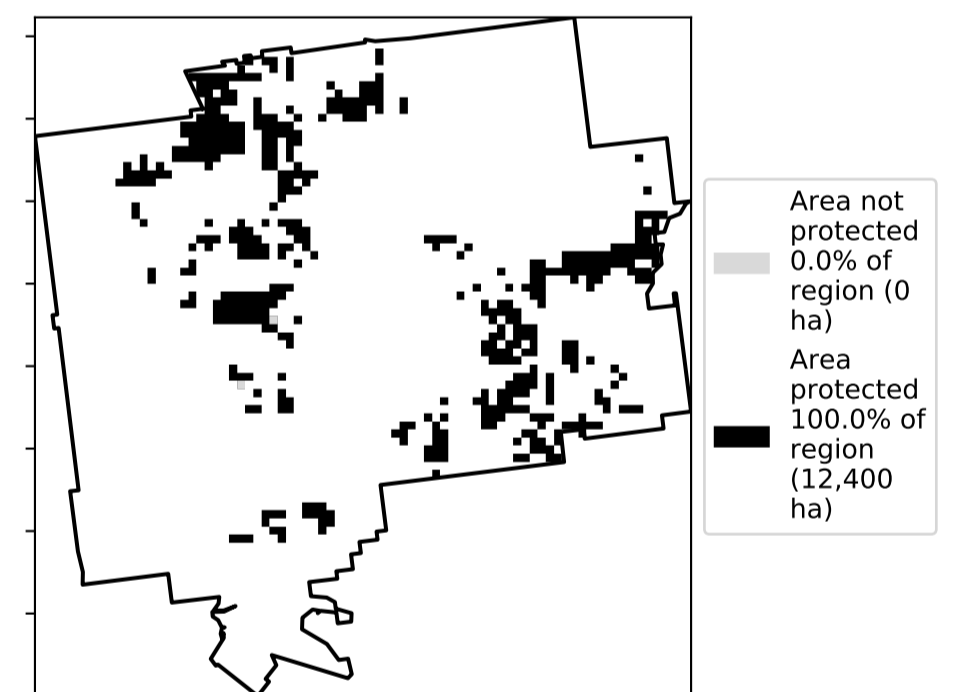 Area not
protected
0.0% of
region (0
ha)
Area
protected
100.0% of
region
(12,400
ha)